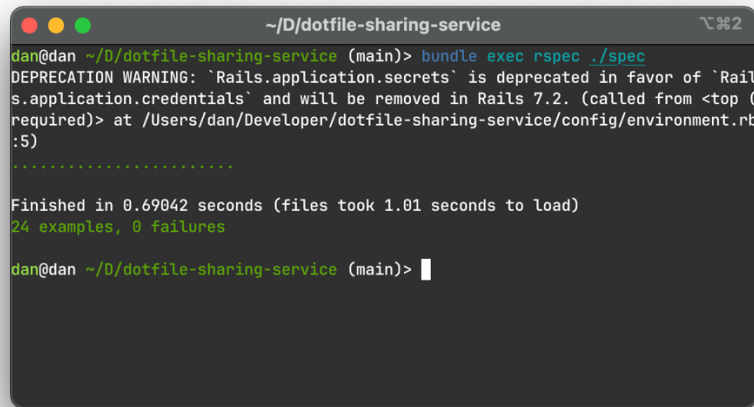 ~/D/dotfile-sharing-service
⌥⌘2
dan@dan ~/D/dotfile-sharing-service (main)> bundle exec rspec ./spec
DEPRECATION WARNING: `Rails.application.secrets` is deprecated in favor of `Rail
s.application.credentials` and will be removed in Rails 7.2. (called from <top (
required)> at /Users/dan/Developer/dotfile-sharing-service/config/environment.rb
:5)
........................
Finished in 0.69042 seconds (files took 1.01 seconds to load)
24 examples, 0 failures
dan@dan ~/D/dotfile-sharing-service (main)>